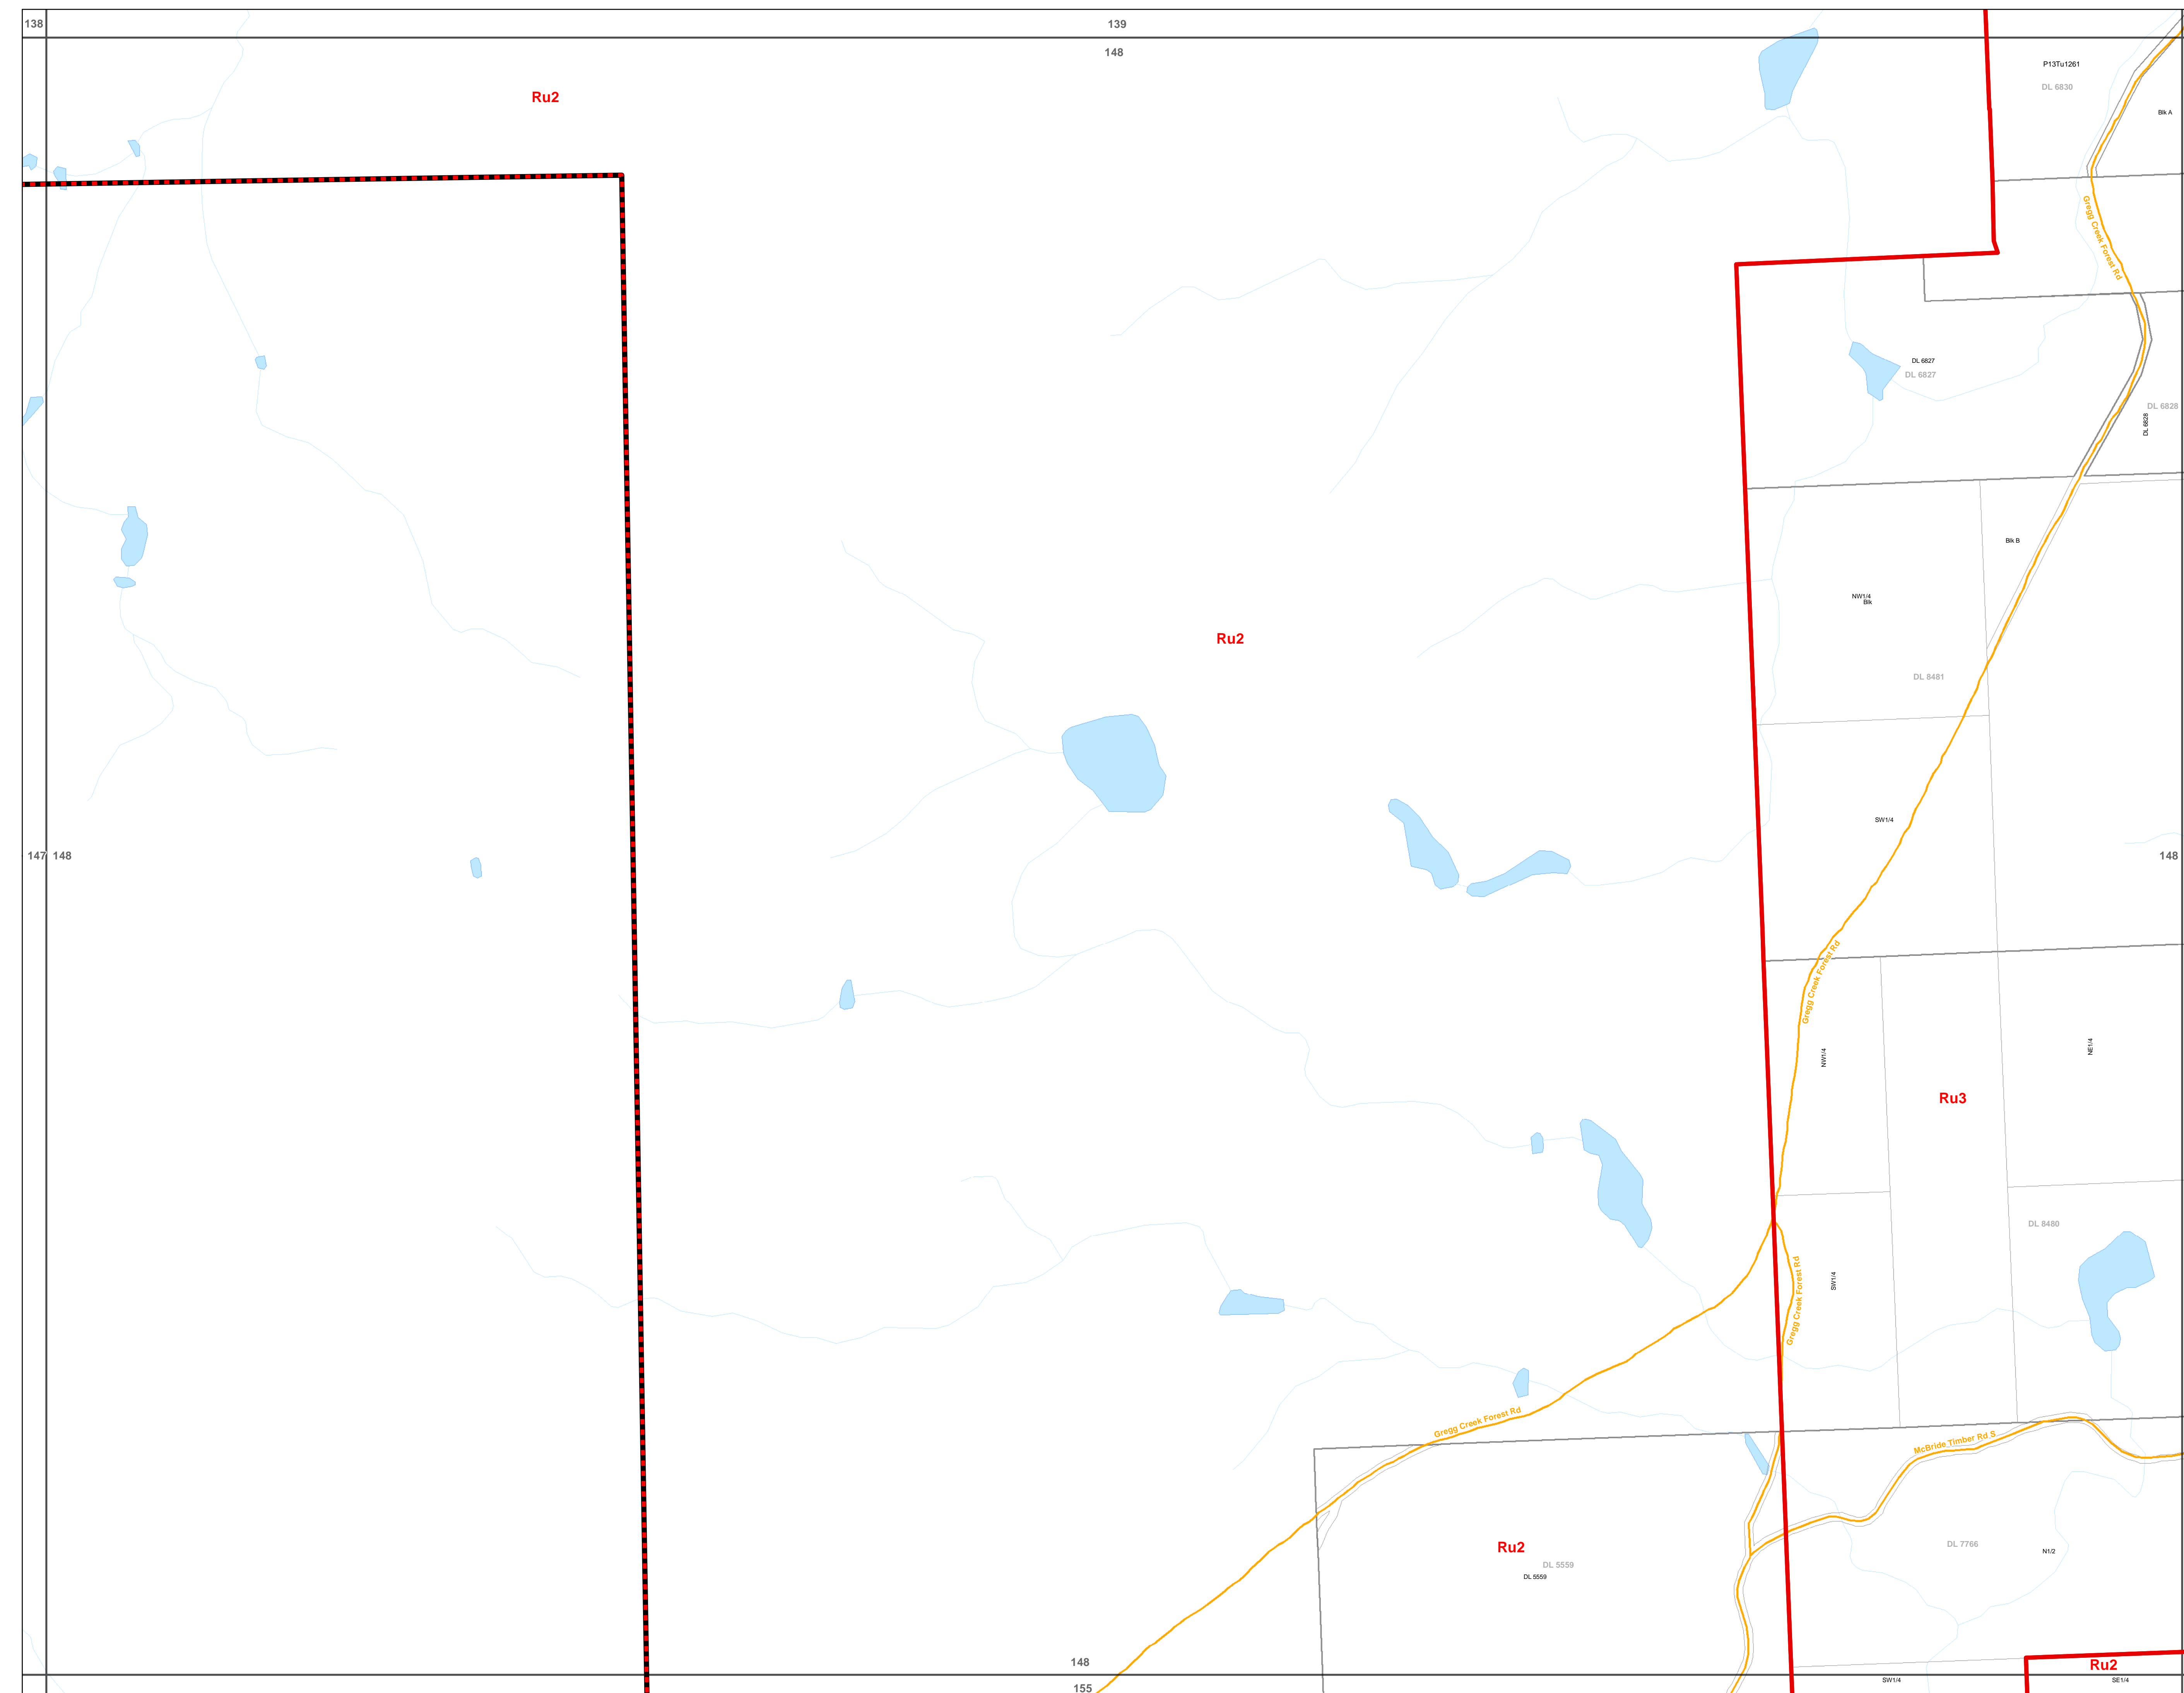 138
139
148
P13Tu1261
DL 6830
Ru2
Blk A
Gregg Creek Forest Rd
DL 6827
DL 6827
DL 6828
DL 6828
Blk B
NW1/4
Blk
Ru2
DL 8481
SW1/4
147 148
148
Gregg Creek Forest Rd
NW1/4
NE1/4
Ru3
DL 8480
SW1/4
Gregg Creek Forest Rd
Gregg Creek Forest Rd
McBride Timber Rd S
Ru2
DL 5559
DL 5559
DL 7766
N1/2
148
155
Ru2
SW1/4
SE1/4